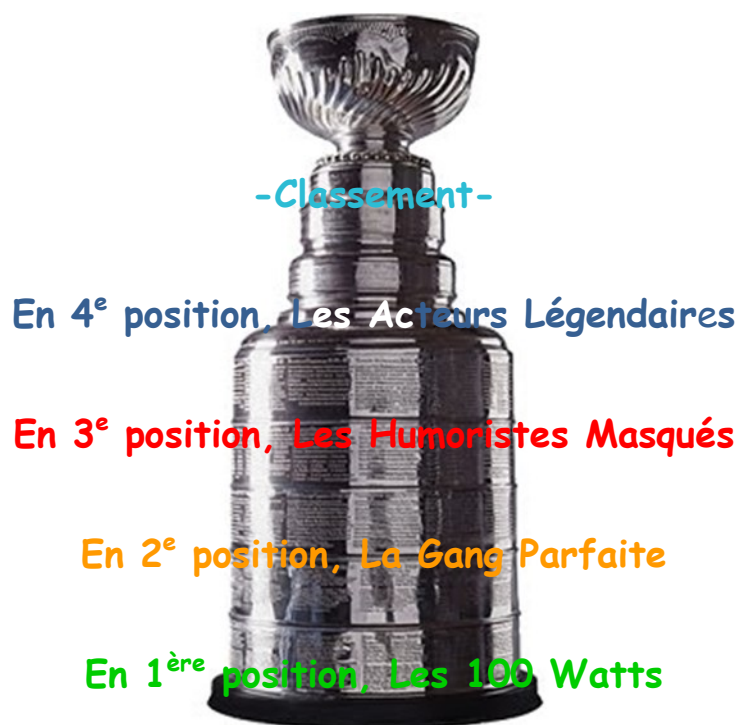 -Classement-
En 4e position, Les Acteurs Légendaires
En 3e position, Les Humoristes Masqués
En 2e position, La Gang Parfaite
En 1ère position, Les 100 Watts